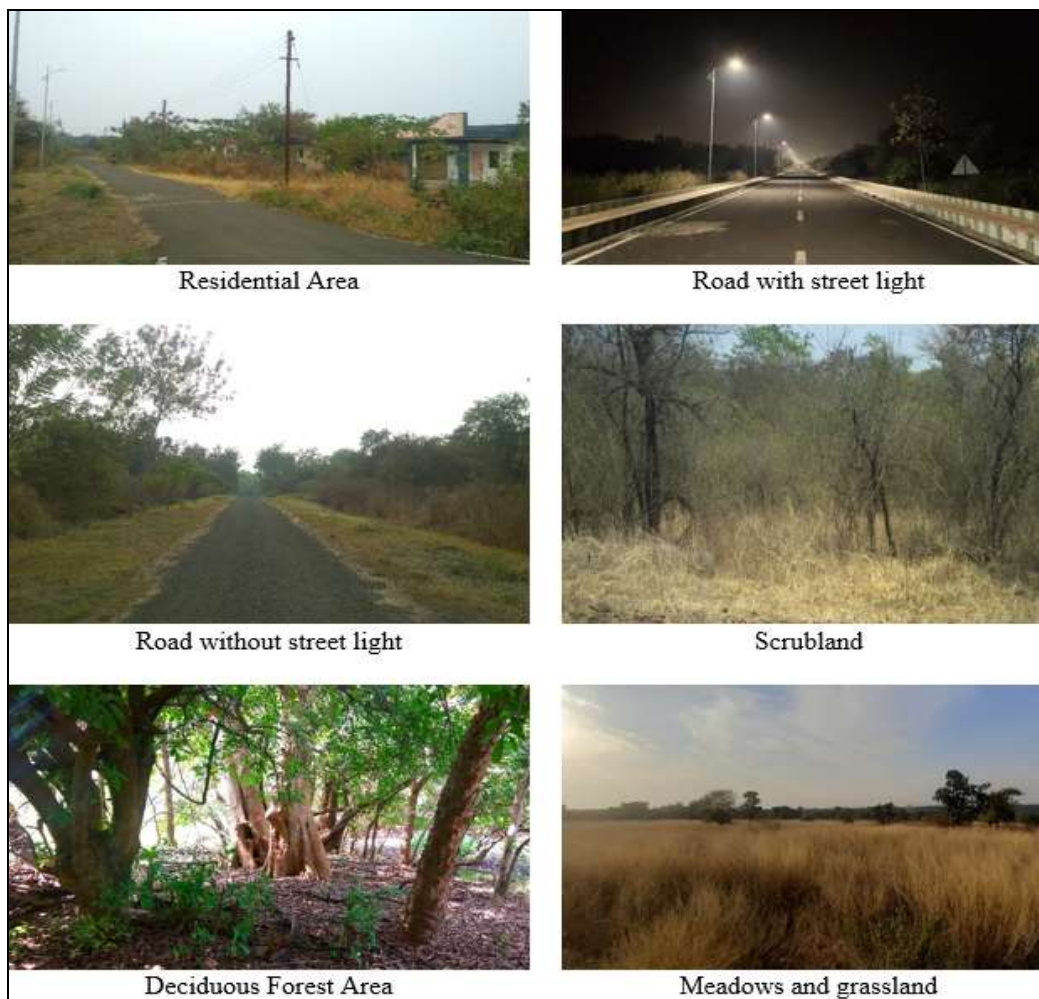 Residential Area
Road with street light
Road without street light
Scrubland
Deciduous Forest Area
Meadows and grassland